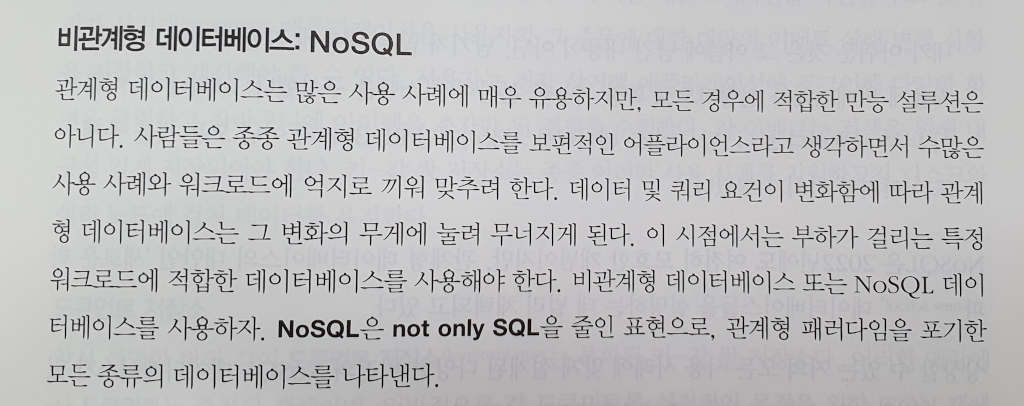 비관계형 데이터베이스: NoSQL
관계형 데이터베이스는 많은 사용 사례에 매우 유용하지만, 모든 경우에 적합한 만능 설루션은
아니다. 사람들은 종종 관계형 데이터베이스를 보편적인 어플라이언스라고 생각하면서 수많은
사용 사례와 워크로드에 억지로 끼워 맞추려 한다. 데이터 및 쿼리 요건이 변화함에 따라 관계
형 데이터베이스는 그 변화의 무게에 눌려 무너지게 된다. 이 시점에서는 부하가 걸리는 특정
워크로드에 적합한 데이터베이스를 사용해야 한다. 비관계형 데이터베이스 또는 NoSQL 데이
터베이스를 사용하자. NoSQL은 not only SQL을 줄인 표현으로, 관계형 패러다임을 포기한
모든 종류의 데이터베이스를 나타낸다.